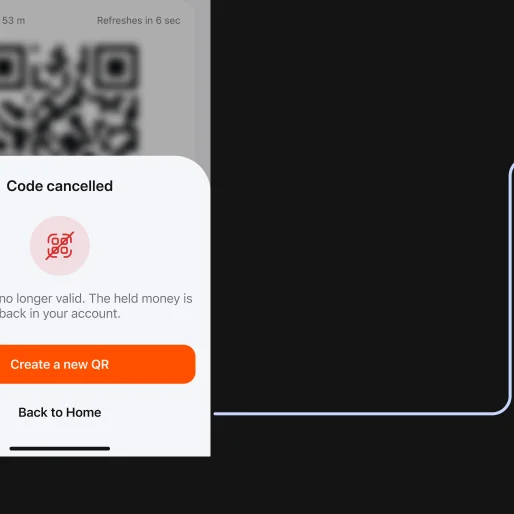 53 m Refreshes in 6 sec
Code cancelled
no longer valid. The held money is
back in your account.
Create a new QR
Back to Home